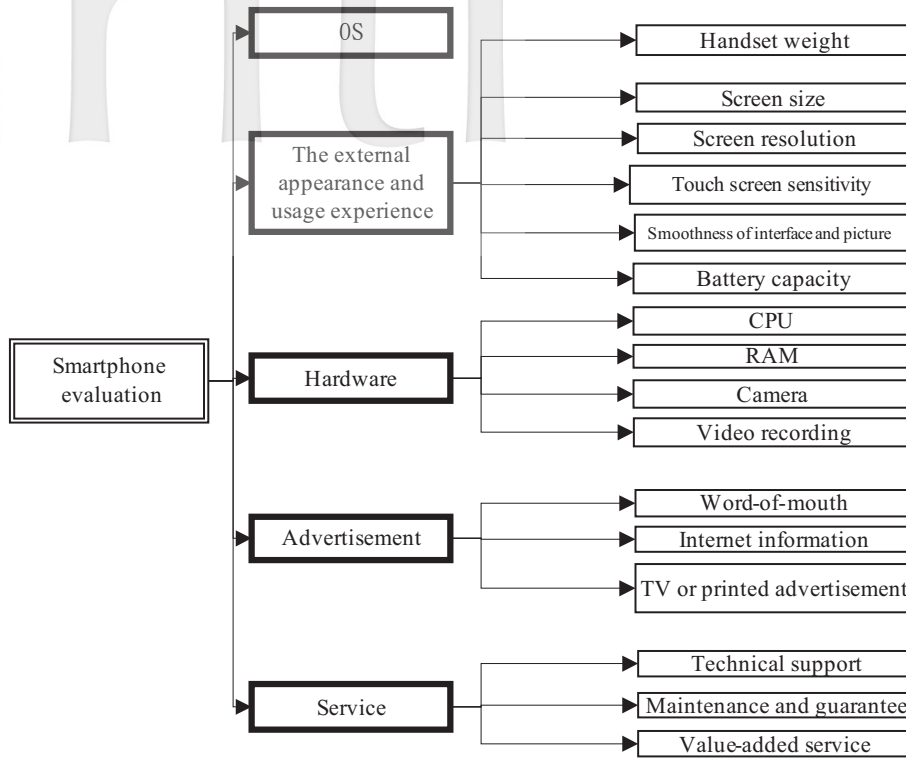 OS
Handset weight
Screen size
Screen resolution
The external
appearance and
usage experience
Touch screen sensitivity
Smoothness of interface and picture
Battery capacity
CPU
RAM
Smartphone
evaluation
Hardware
Camera
Video recording
Word-of-mouth
Advertisement
Internet information
TV or printed advertisement
Technical support
Service
Maintenance and guarantee
Value-added service